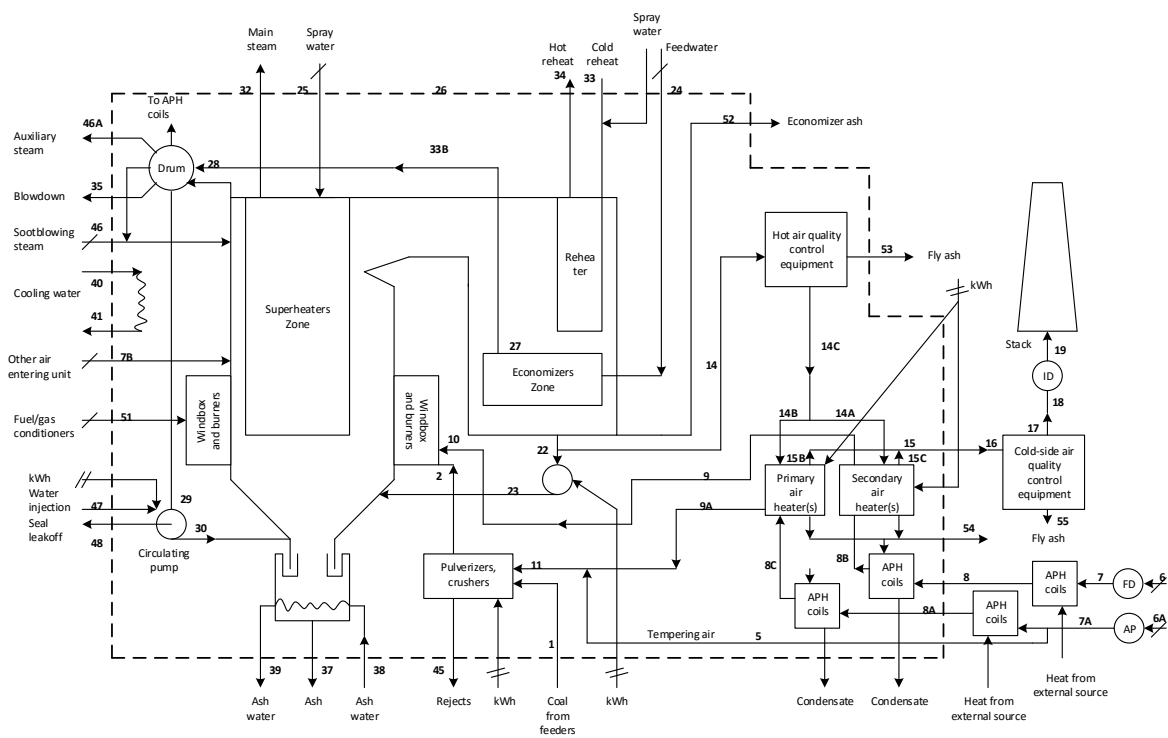 Main
steam
Spray
water
Hot
reheat
Cold
reheat
Spray
water
Feedwater
32
25
26
34
33
24
To APH
coils
46A
Auxiliary
steam
52
Economizer ash
Drum
28
33B
35
Blowdown
46
Sootblowing
steam
Hot air quality
control
equipment
53
Fly ash
kWh
40
Cooling water
41
Superheaters
Zone
Rehea
ter
Stack
19
7B
Other air
entering unit
27
Economizers
Zone
14
14C
ID
18
51
Fuel/gas
conditioners
Windbox
and burners
Windbox
and burners
10
2
22
14B
14A
15
16
17
15B
15C
Cold-side air
quality
control
equipment
Primary
air
heater(s)
Secondary
air
heater(s)
9
9A
23
kWh
Water
injection
47
Seal
leakoff
48
29
30
Circulating
pump
54
55
Fly ash
Pulverizers,
crushers
11
8C
8B
APH
coils
8
APH
coils
7
FD
6
APH
coils
8A
APH
coils
7A
AP
6A
Tempering air
5
1
39
37
38
45
Ash
water
Ash
Ash
water
Rejects
kWh
Coal
from
feeders
kWh
Condensate
Condensate
Heat from
external source
Heat from
external source